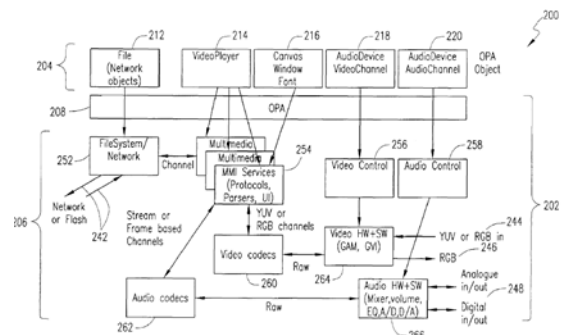 200
212
214
216
218
220
204
File
(Network
objects)
VideoPlayer
Canvas
Window
Font
AudioDevice
VideoChannel
AudioDevice
AudioChannel
OPA
Object
208
OPA
252
FileSystem/
Network
Channel
Multimedia
Multimedia
MMI Services
(Protocols,
Parsers, UI)
254
256
Video Control
258
Audio Control
206
202
Network
or Flash
242
Stream or
Frame based
Channels
YUV or
RGB channels
Video HW+SW
(GAM, GVI)
264
YUV or RGB in
244
RGB
246
Video codecs
260
Raw
Audio codecs
262
Raw
Audio HW+SW
(Mixer,volume,
EQ,A/D,D/A)
266
Analogue
in/out
248
Digital
in/out